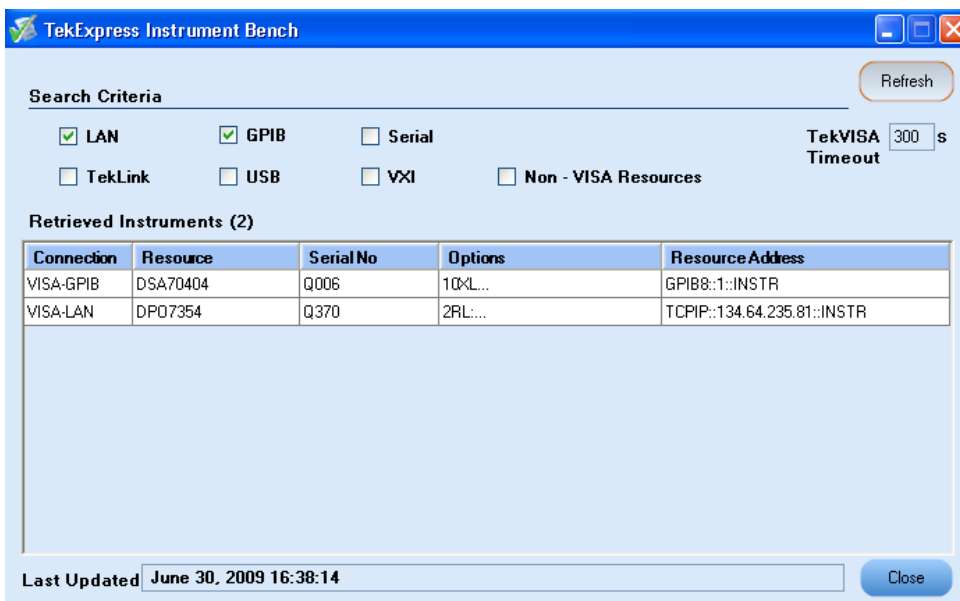 TekExpress Instrument Bench
Refresh
Search Criteria
LAN GPIB Serial
TekVISA Timeout 300 s
TekLink USB VXI Non - VISA Resources
Retrieved Instruments (2)
Connection Resource Serial No Options Resource Address
VISA-GPIB DSA70404 Q006 10XL... GPIB8::1::INSTR
VISA-LAN DPO7354 Q370 2RL:... TCPIP::134.64.235.81::INSTR
Last Updated June 30, 2009 16:38:14
Close